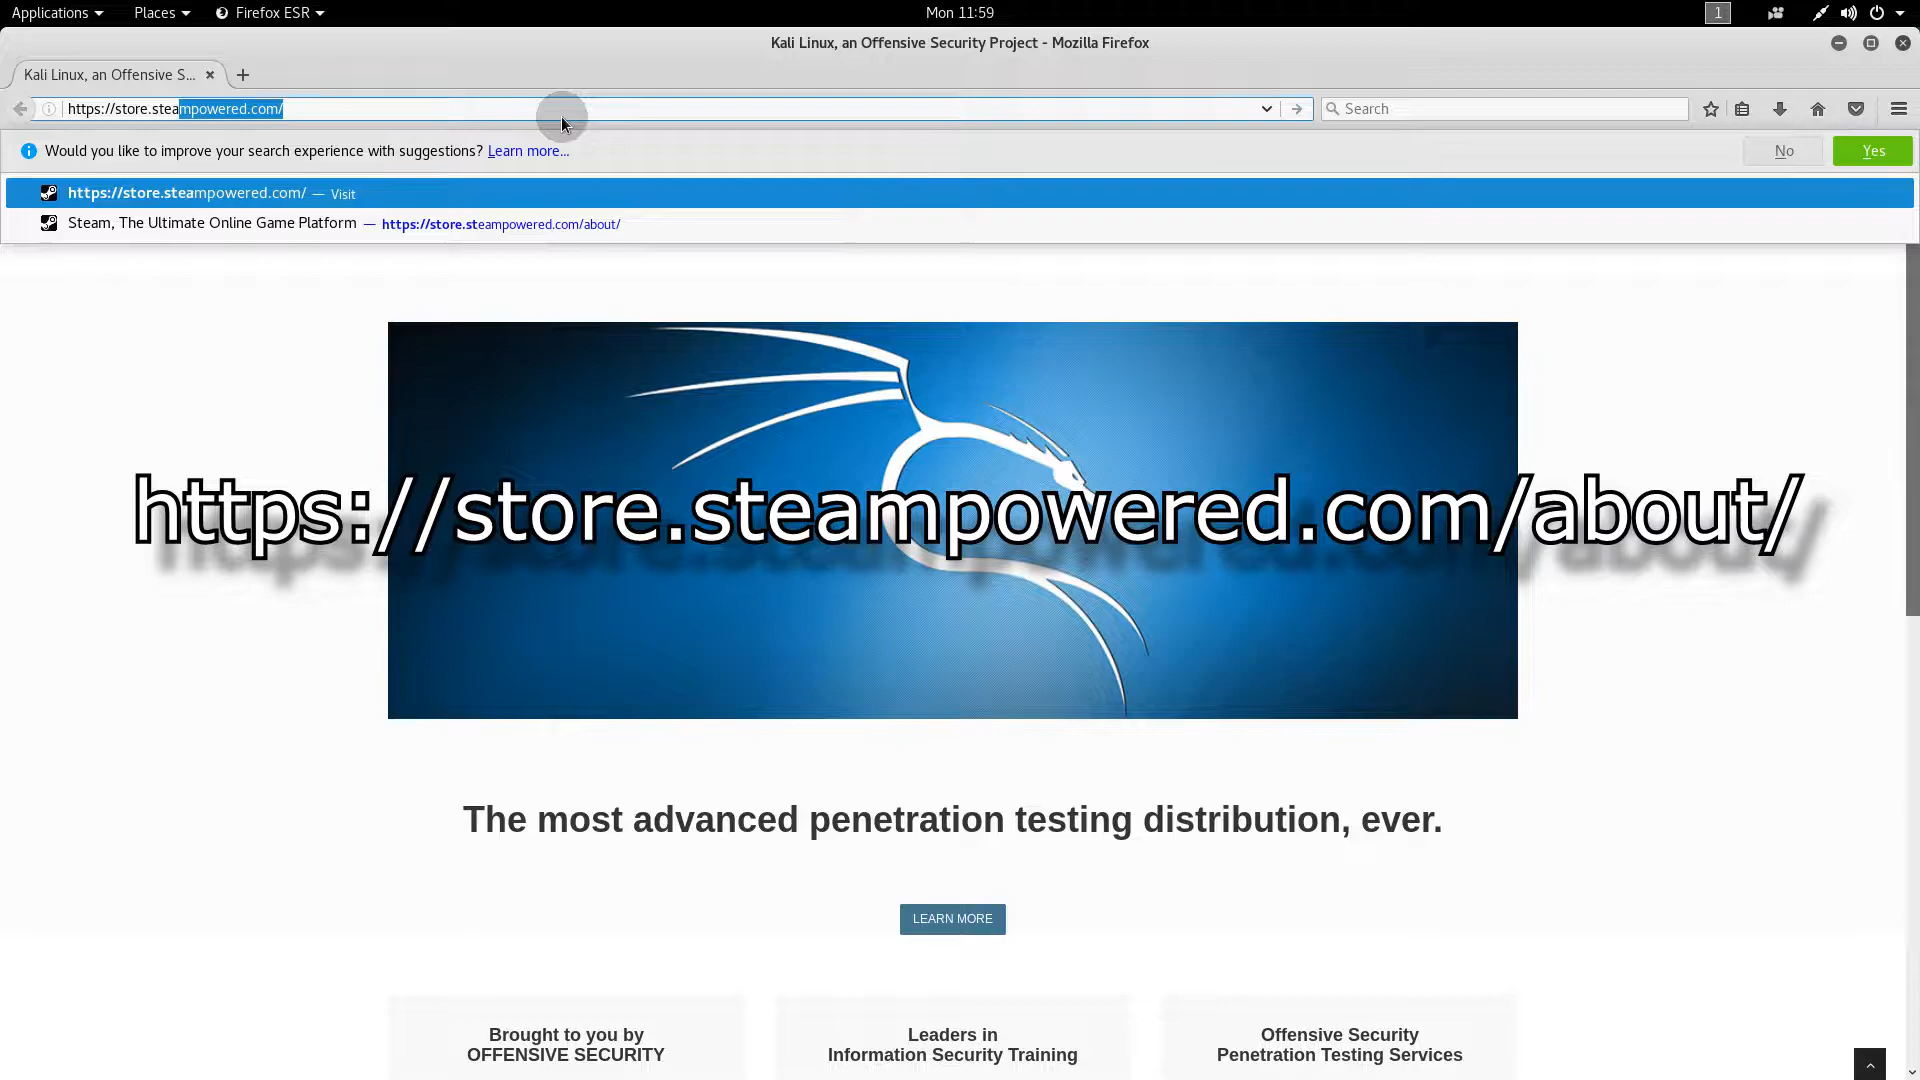 Applications Places Firefox ESR Mon 11:59 1
Kali Linux, an Offensive Security Project - Mozilla Firefox
Kali Linux, an Offensive S...
https://store.steampowered.com/ Search
Would you like to improve your search experience with suggestions? Learn more... No Yes
https://store.steampowered.com/ — Visit
Steam, The Ultimate Online Game Platform — https://store.steampowered.com/about/
https://store.steampowered.com/about/
The most advanced penetration testing distribution, ever.
LEARN MORE
Brought to you by
OFFENSIVE SECURITY
Leaders in
Information Security Training
Offensive Security
Penetration Testing Services